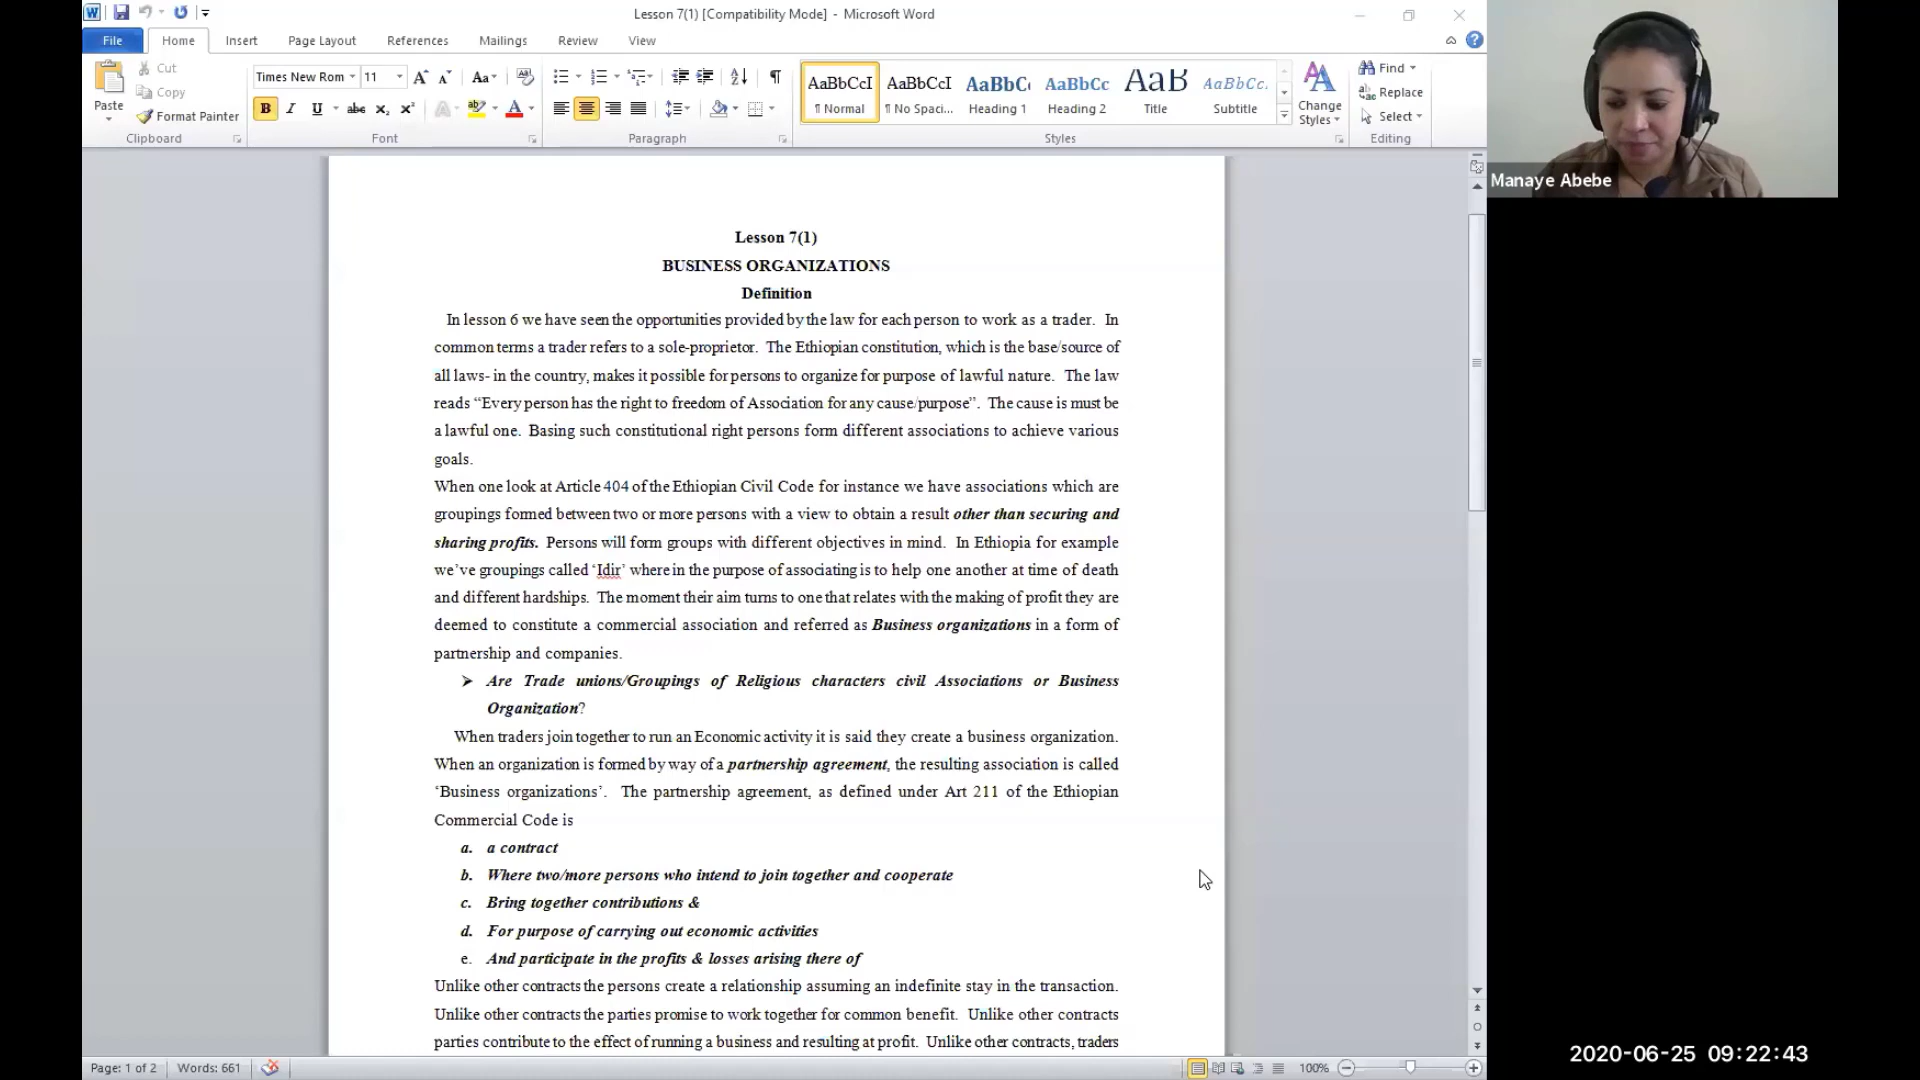 Lesson 7(1) [Compatibility Mode] - Microsoft Word
File Home Insert Page Layout References Mailings Review View
Paste
Cut
Copy
Format Painter
Clipboard
Times New Rom 11
Font
Paragraph
AaBbCcI AaBbCcI AaBbC AaBbCc AaB AaBbCc.
¶ Normal ¶ No Spaci... Heading 1 Heading 2 Title Subtitle
Change Styles
Styles
Find
Replace
Select
Editing
Manaye Abebe
Lesson 7(1)
BUSINESS ORGANIZATIONS
Definition
In lesson 6 we have seen the opportunities provided by the law for each person to work as a trader. In
common terms a trader refers to a sole-proprietor. The Ethiopian constitution, which is the base/source of
all laws- in the country, makes it possible for persons to organize for purpose of lawful nature. The law
reads “Every person has the right to freedom of Association for any cause/purpose”. The cause is must be
a lawful one. Basing such constitutional right persons form different associations to achieve various
goals.
When one look at Article 404 of the Ethiopian Civil Code for instance we have associations which are
groupings formed between two or more persons with a view to obtain a result other than securing and
sharing profits. Persons will form groups with different objectives in mind. In Ethiopia for example
we’ve groupings called ‘Idir’ where in the purpose of associating is to help one another at time of death
and different hardships. The moment their aim turns to one that relates with the making of profit they are
deemed to constitute a commercial association and referred as Business organizations in a form of
partnership and companies.
➢ Are Trade unions/Groupings of Religious characters civil Associations or Business
Organization?
When traders join together to run an Economic activity it is said they create a business organization.
When an organization is formed by way of a partnership agreement, the resulting association is called
‘Business organizations’. The partnership agreement, as defined under Art 211 of the Ethiopian
Commercial Code is
a. a contract
b. Where two/more persons who intend to join together and cooperate
c. Bring together contributions &
d. For purpose of carrying out economic activities
e. And participate in the profits & losses arising there of
Unlike other contracts the persons create a relationship assuming an indefinite stay in the transaction.
Unlike other contracts the parties promise to work together for common benefit. Unlike other contracts
parties contribute to the effect of running a business and resulting at profit. Unlike other contracts, traders
Page: 1 of 2 Words: 661 100%
2020-06-25 09:22:43